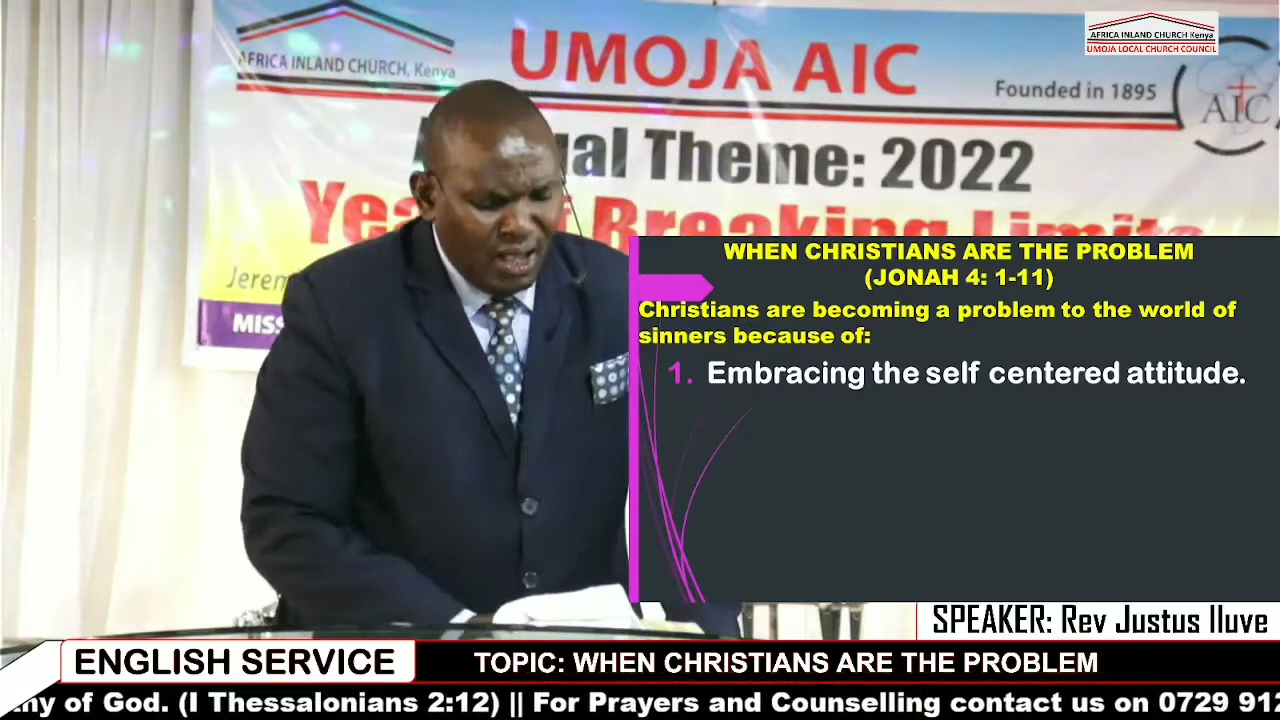 AFRICA INLAND CHURCH, Kenya
UMOJA AIC
Founded in 1895
AIC
AFRICA INLAND CHURCH Kenya
UMOJA LOCAL CHURCH COUNCIL
Theme: 2022
Breaking Limits
WHEN CHRISTIANS ARE THE PROBLEM
(JONAH 4: 1-11)
Christians are becoming a problem to the world of
sinners because of:
1. Embracing the self centered attitude.
SPEAKER: Rev Justus Iluve
ENGLISH SERVICE
TOPIC: WHEN CHRISTIANS ARE THE PROBLEM
of God. (I Thessalonians 2:12) || For Prayers and Counselling contact us on 0729 912